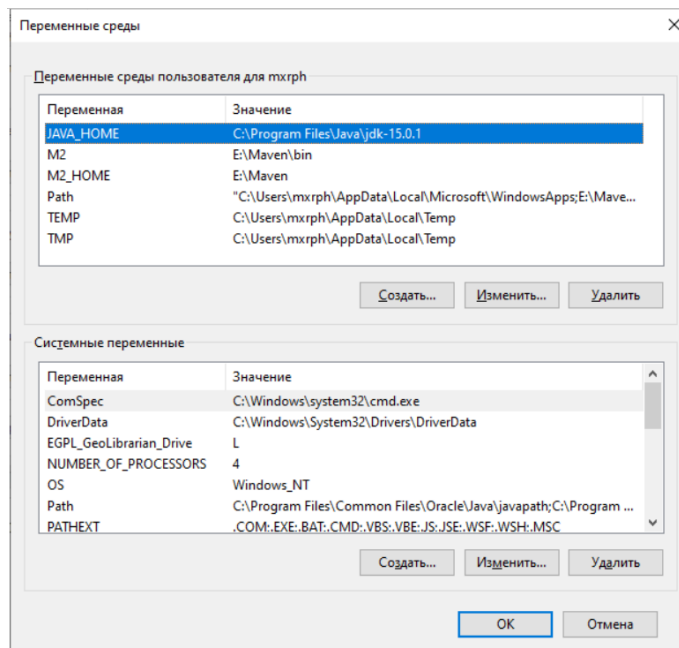 Переменные среды
Переменные среды пользователя для mxrph
Переменная Значение
JAVA_HOME C:\Program Files\Java\jdk-15.0.1
M2 E:\Maven\bin
M2_HOME E:\Maven
Path "C:\Users\mxrph\AppData\Local\Microsoft\WindowsApps;E:\Mave...
TEMP C:\Users\mxrph\AppData\Local\Temp
TMP C:\Users\mxrph\AppData\Local\Temp
Создать... Изменить... Удалить
Системные переменные
Переменная Значение
ComSpec C:\Windows\system32\cmd.exe
DriverData C:\Windows\System32\Drivers\DriverData
EGPL_GeoLibrarian_Drive L
NUMBER_OF_PROCESSORS 4
OS Windows_NT
Path C:\Program Files\Common Files\Oracle\Java\javapath;C:\Program ...
PATHEXT .COM;.EXE;.BAT;.CMD;.VBS;.VBE;.JS;.JSE;.WSF;.WSH;.MSC
Создать... Изменить... Удалить
OK Отмена